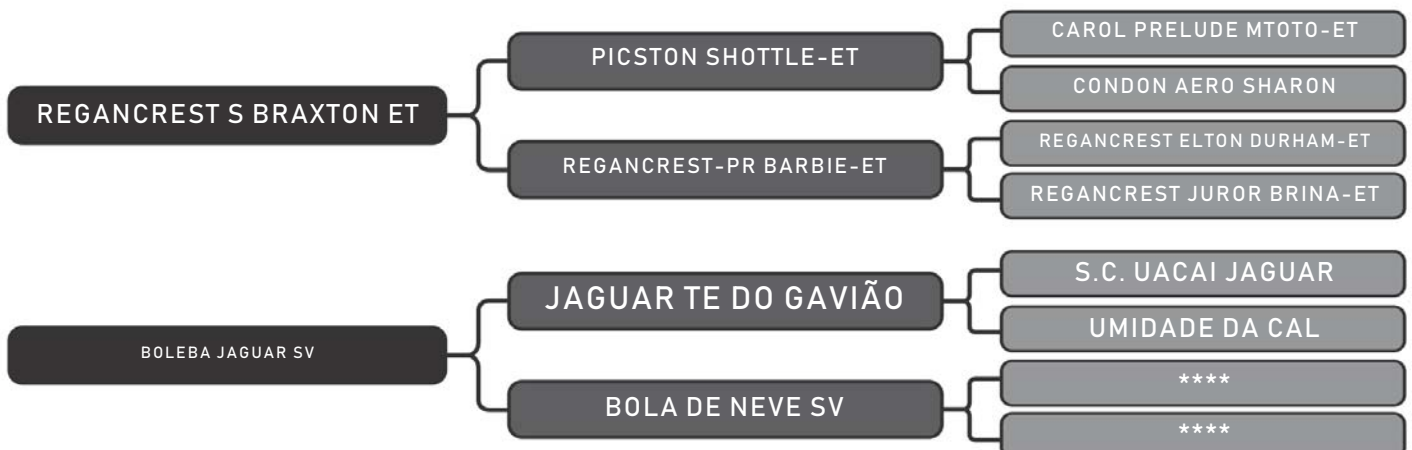 REGANCREST S BRAXTON ET
PICSTON SHOTTLE-ET
CAROL PRELUDE MTOTO-ET
CONDON AERO SHARON
REGANCREST-PR BARBIE-ET
REGANCREST ELTON DURHAM-ET
REGANCREST JUROR BRINA-ET
BOLEBA JAGUAR SV
JAGUAR TE DO GAVIÃO
S.C. UACAI JAGUAR
UMIDADE DA CAL
BOLA DE NEVE SV
****
****